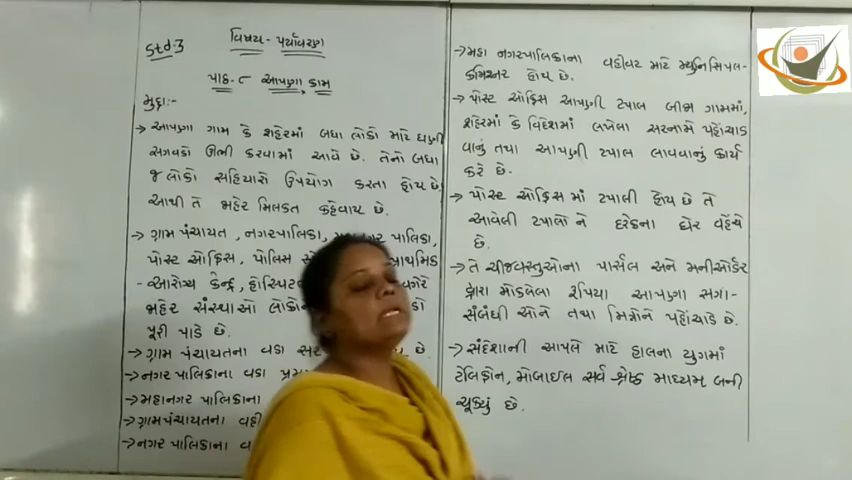 Std-3
વિષય - પર્યાવરણ
પાઠ-૮ આપણા કામ
મુદ્દા:-
→ આપણા ગામ કે શહેરમાં બધા લોકો માટે ઘણી
સગવડો ઊભી કરવામાં આવે છે. તેનો બધા
જ લોકો સહિયારો ઉપયોગ કરતા હોય છે
આથી તે જાહેર મિલકત કહેવાય છે.
→ ગ્રામ પંચાયત, નગરપાલિકા, પાલિકા,
પોસ્ટ ઓફિસ, પોલિસ
-આરોગ્ય કેન્દ્ર, વગેરે
જાહેર સંસ્થાઓ
પૂરી પાડે છે.
→ ગ્રામ પંચાયતના વડા છે.
→ નગર પાલિકાના વડા
→ મહાનગર પાલિકાના
→ ગ્રામપંચાયતના
→ નગર પાલિકાના
→ મહા નગરપાલિકાના વહીવટ માટે મ્યુનિસિપલ-
કમિશ્નર હોય છે.
→ પોસ્ટ ઓફિસ આપણી ટપાલ બીજા ગામમાં,
શહેરમાં કે વિદેશમાં લખેલા સરનામે પહોંચાડ
વાનું તથા આપણી ટપાલ લાવવાનું કાર્ય
કરે છે.
→ પોસ્ટ ઓફિસ માં ટપાલી હોય છે તે
આવેલી ટપાલો ને દરેકના ઘેર વહેંચે
છે.
→ તે ચીજવસ્તુઓના પાર્સલ અને મનીઓર્ડર
દ્વારા મોકલેલા રૂપિયા આપણા સગા-
સંબંધી ઓને તથા મિત્રોને પહોંચાડે છે.
→ સંદેશાની આપલે માટે હાલના યુગમાં
ટેલિફોન, મોબાઈલ સર્વ-શ્રેષ્ઠ માધ્યમ બની
ચૂક્યું છે.